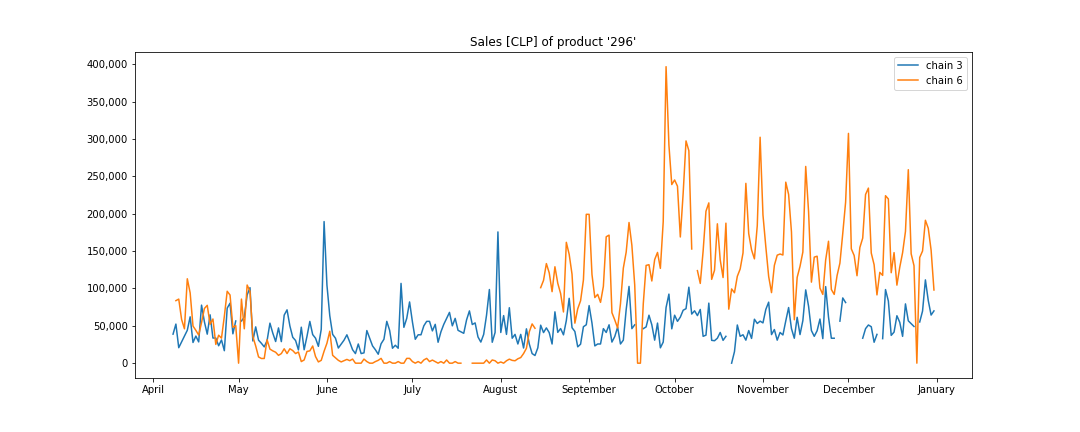 Sales [CLP] of product '296'
chain 3
chain 6
400,000
350,000
300,000
250,000
200,000
150,000
100,000
50,000
0
April May June July August September October November December January